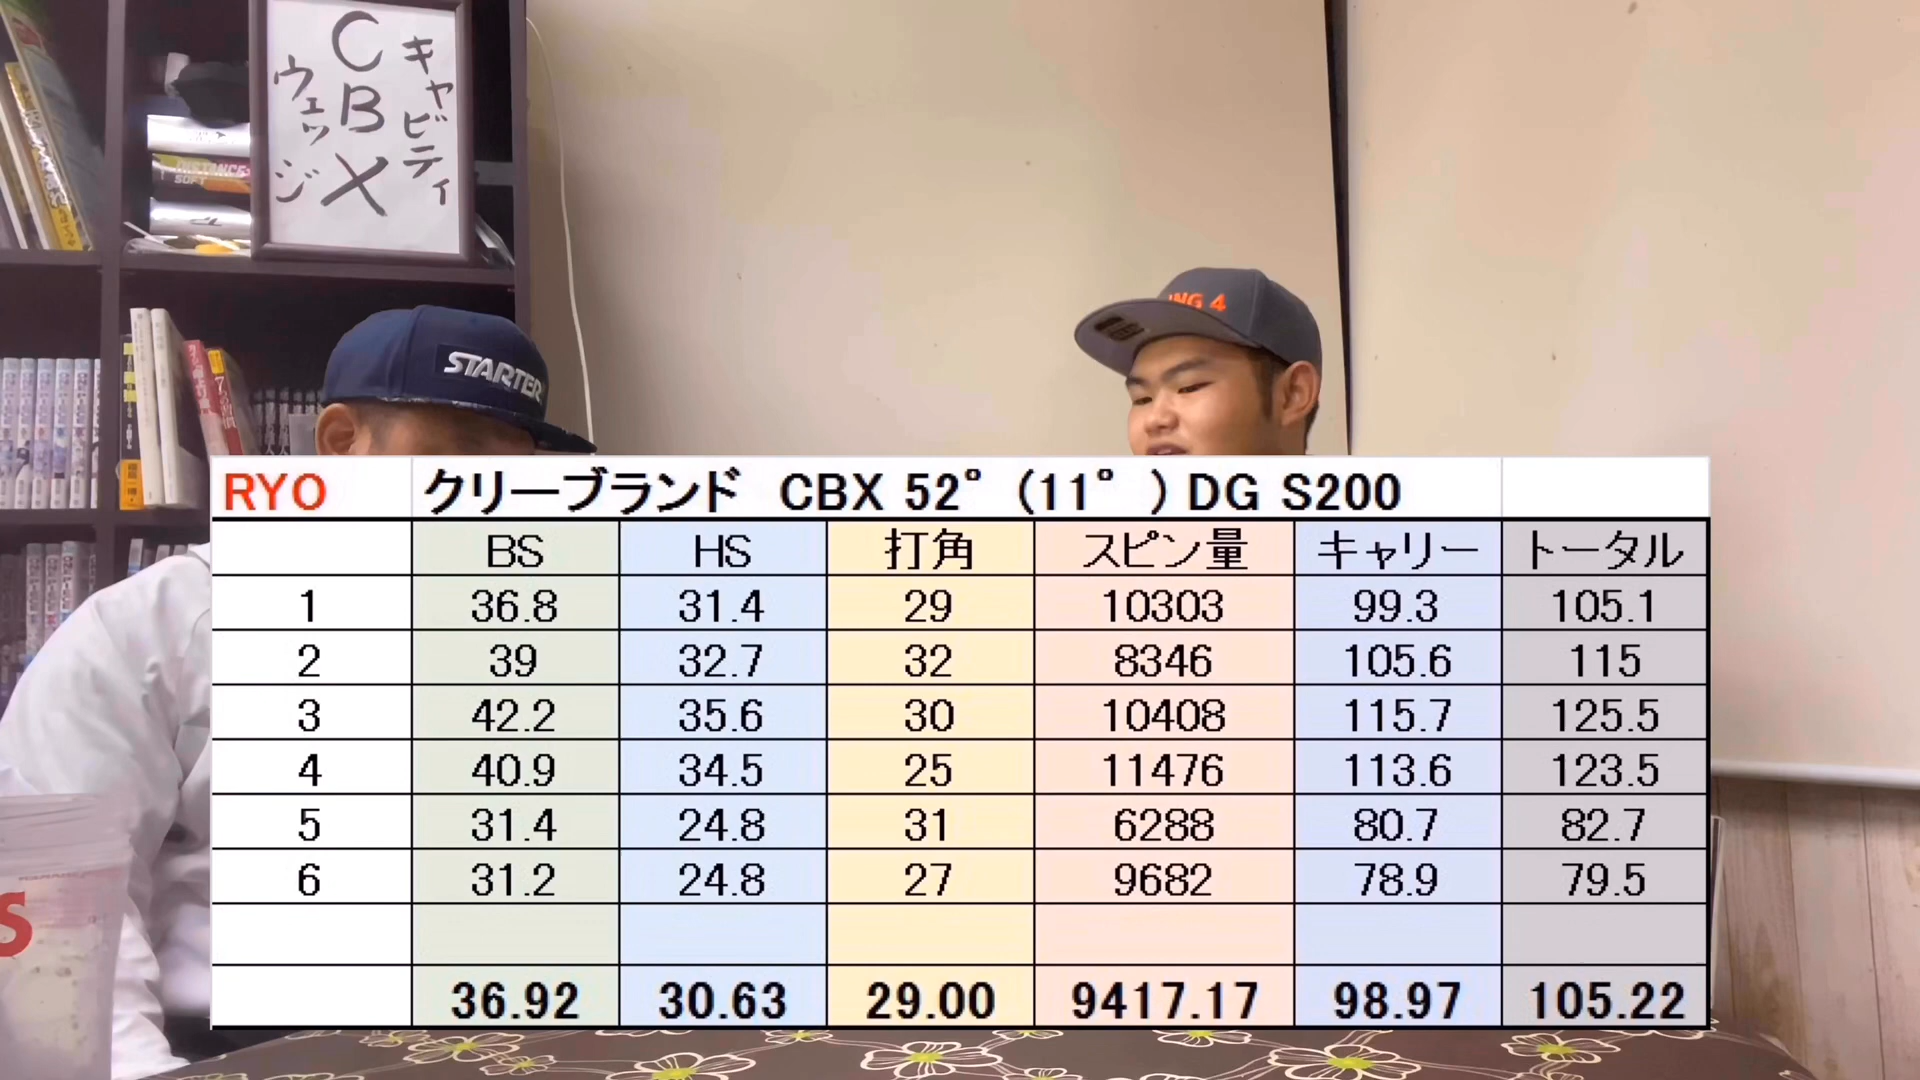 キャビティ
CBX
ウェッジ
DISTANCE
SOFT
STARTER
ING 4
RYO クリーブランド CBX 52° (11° ) DG S200
BS HS 打角 スピン量 キャリー トータル
1 36.8 31.4 29 10303 99.3 105.1
2 39 32.7 32 8346 105.6 115
3 42.2 35.6 30 10408 115.7 125.5
4 40.9 34.5 25 11476 113.6 123.5
5 31.4 24.8 31 6288 80.7 82.7
6 31.2 24.8 27 9682 78.9 79.5
36.92 30.63 29.00 9417.17 98.97 105.22
S